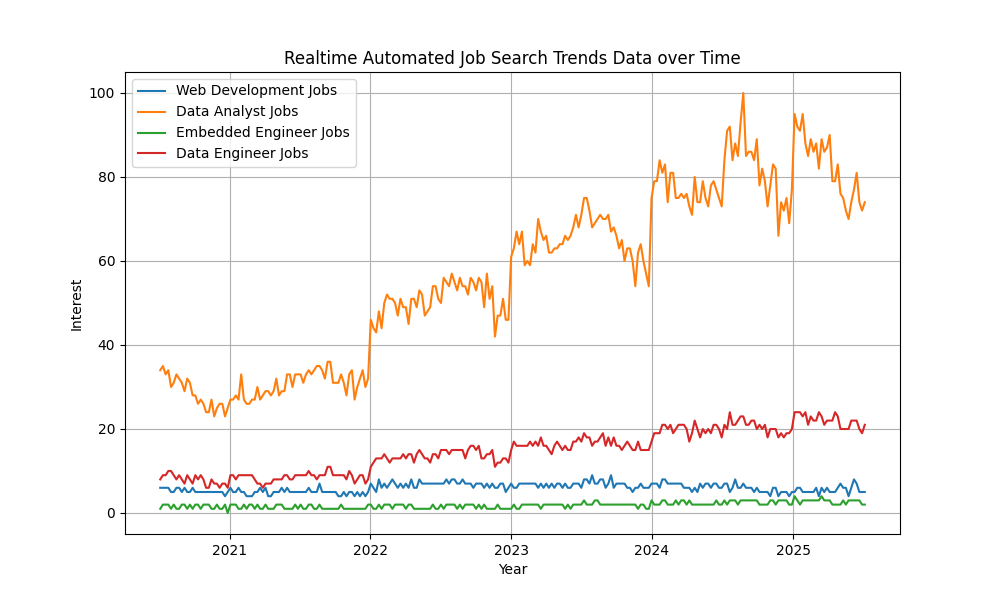 Realtime Automated Job Search Trends Data over Time
Web Development Jobs
Data Analyst Jobs
Embedded Engineer Jobs
Data Engineer Jobs
100
80
60
40
20
0
Interest
2021 2022 2023 2024 2025
Year